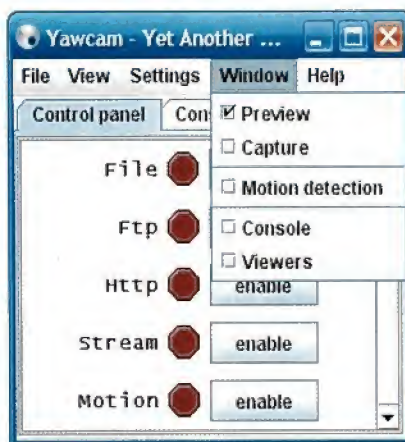 Yawcam - Yet Another ...
File View Settings Window Help
Control panel Con
Preview
Capture
Motion detection
Console
Viewers
File
Ftp
Http enable
Stream enable
Motion enable